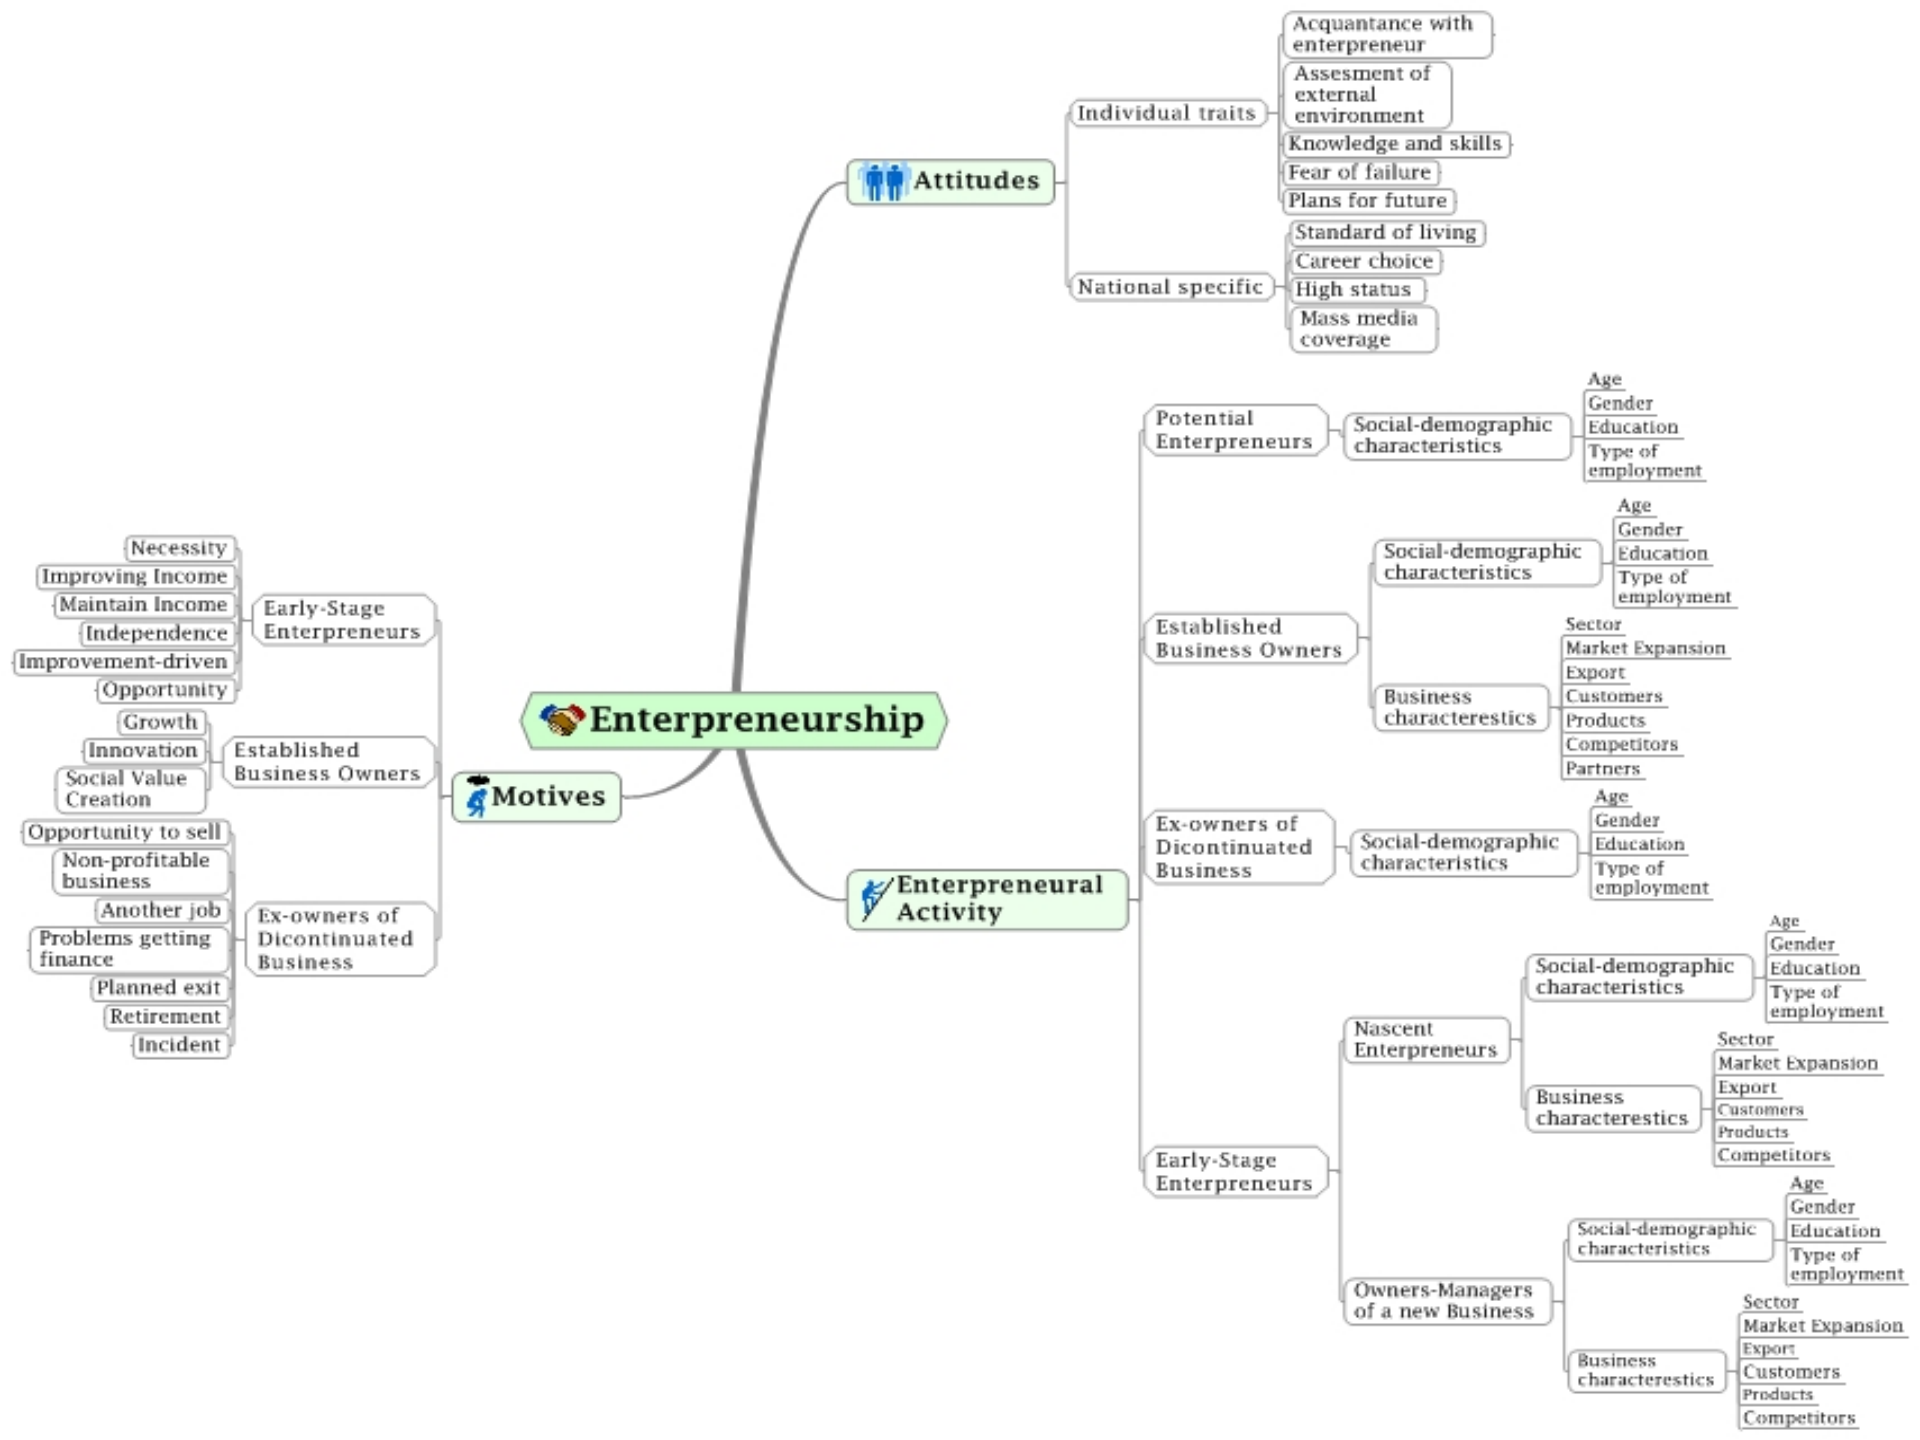 Enterpreneurship
Attitudes
Individual traits
Acquantance with
enterpreneur
Assesment of
external
environment
Knowledge and skills
Fear of failure
Plans for future
National specific
Standard of living
Career choice
High status
Mass media
coverage
Enterpreneural
Activity
Potential
Enterpreneurs
Social-demographic
characteristics
Age
Gender
Education
Type of
employment
Established
Business Owners
Social-demographic
characteristics
Age
Gender
Education
Type of
employment
Business
characterestics
Sector
Market Expansion
Export
Customers
Products
Competitors
Partners
Ex-owners of
Dicontinuated
Business
Social-demographic
characteristics
Age
Gender
Education
Type of
employment
Early-Stage
Enterpreneurs
Nascent
Enterpreneurs
Social-demographic
characteristics
Age
Gender
Education
Type of
employment
Business
characterestics
Sector
Market Expansion
Export
Customers
Products
Competitors
Owners-Managers
of a new Business
Social-demographic
characteristics
Age
Gender
Education
Type of
employment
Business
characterestics
Sector
Market Expansion
Export
Customers
Products
Competitors
Motives
Early-Stage
Enterpreneurs
Necessity
Improving Income
Maintain Income
Independence
Improvement-driven
Opportunity
Established
Business Owners
Growth
Innovation
Social Value
Creation
Ex-owners of
Dicontinuated
Business
Opportunity to sell
Non-profitable
business
Another job
Problems getting
finance
Planned exit
Retirement
Incident